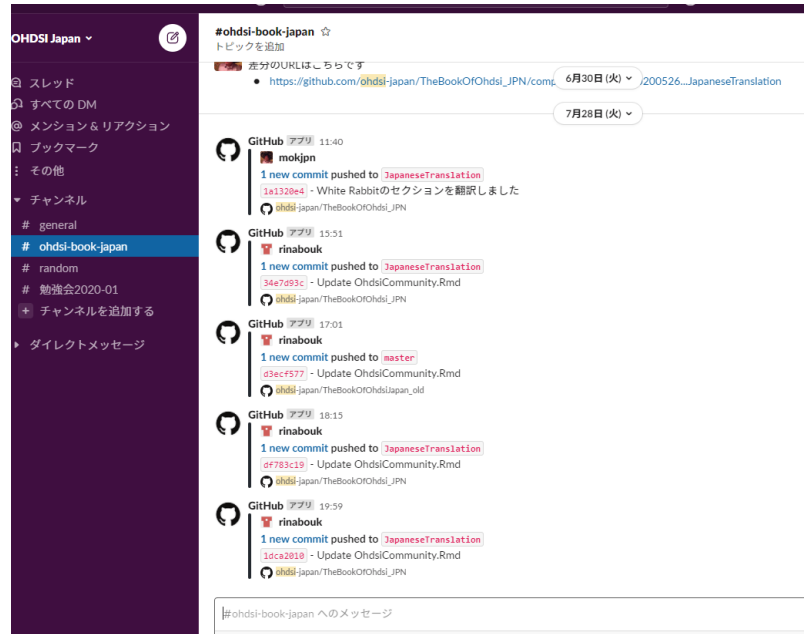 OHDSI Japan
スレッド
すべての DM
メンション & リアクション
ブックマーク
その他
チャンネル
# general
# ohdsi-book-japan
# random
# 勉強会2020-01
+ チャンネルを追加する
ダイレクトメッセージ
#ohdsi-book-japan
トピックを追加
差分のURLはこちらです
https://github.com/ohdsi-japan/TheBookOfOhdsi_JPN/comp
200526...JapaneseTranslation
6月30日 (火)
7月28日 (火)
GitHub アプリ 11:40
mokjpn
1 new commit pushed to JapaneseTranslation
1a1320e4 - White Rabbitのセクションを翻訳しました
ohdsi-japan/TheBookOfOhdsi_JPN
GitHub アプリ 15:51
rinabouk
1 new commit pushed to JapaneseTranslation
34e7d93c - Update OhdsiCommunity.Rmd
ohdsi-japan/TheBookOfOhdsi_JPN
GitHub アプリ 17:01
rinabouk
1 new commit pushed to master
d3ecf577 - Update OhdsiCommunity.Rmd
ohdsi-japan/TheBookOfOhdsiJapan_old
GitHub アプリ 18:15
rinabouk
1 new commit pushed to JapaneseTranslation
df783c19 - Update OhdsiCommunity.Rmd
ohdsi-japan/TheBookOfOhdsi_JPN
GitHub アプリ 19:59
rinabouk
1 new commit pushed to JapaneseTranslation
1dca2010 - Update OhdsiCommunity.Rmd
ohdsi-japan/TheBookOfOhdsi_JPN
#ohdsi-book-japan へのメッセージ